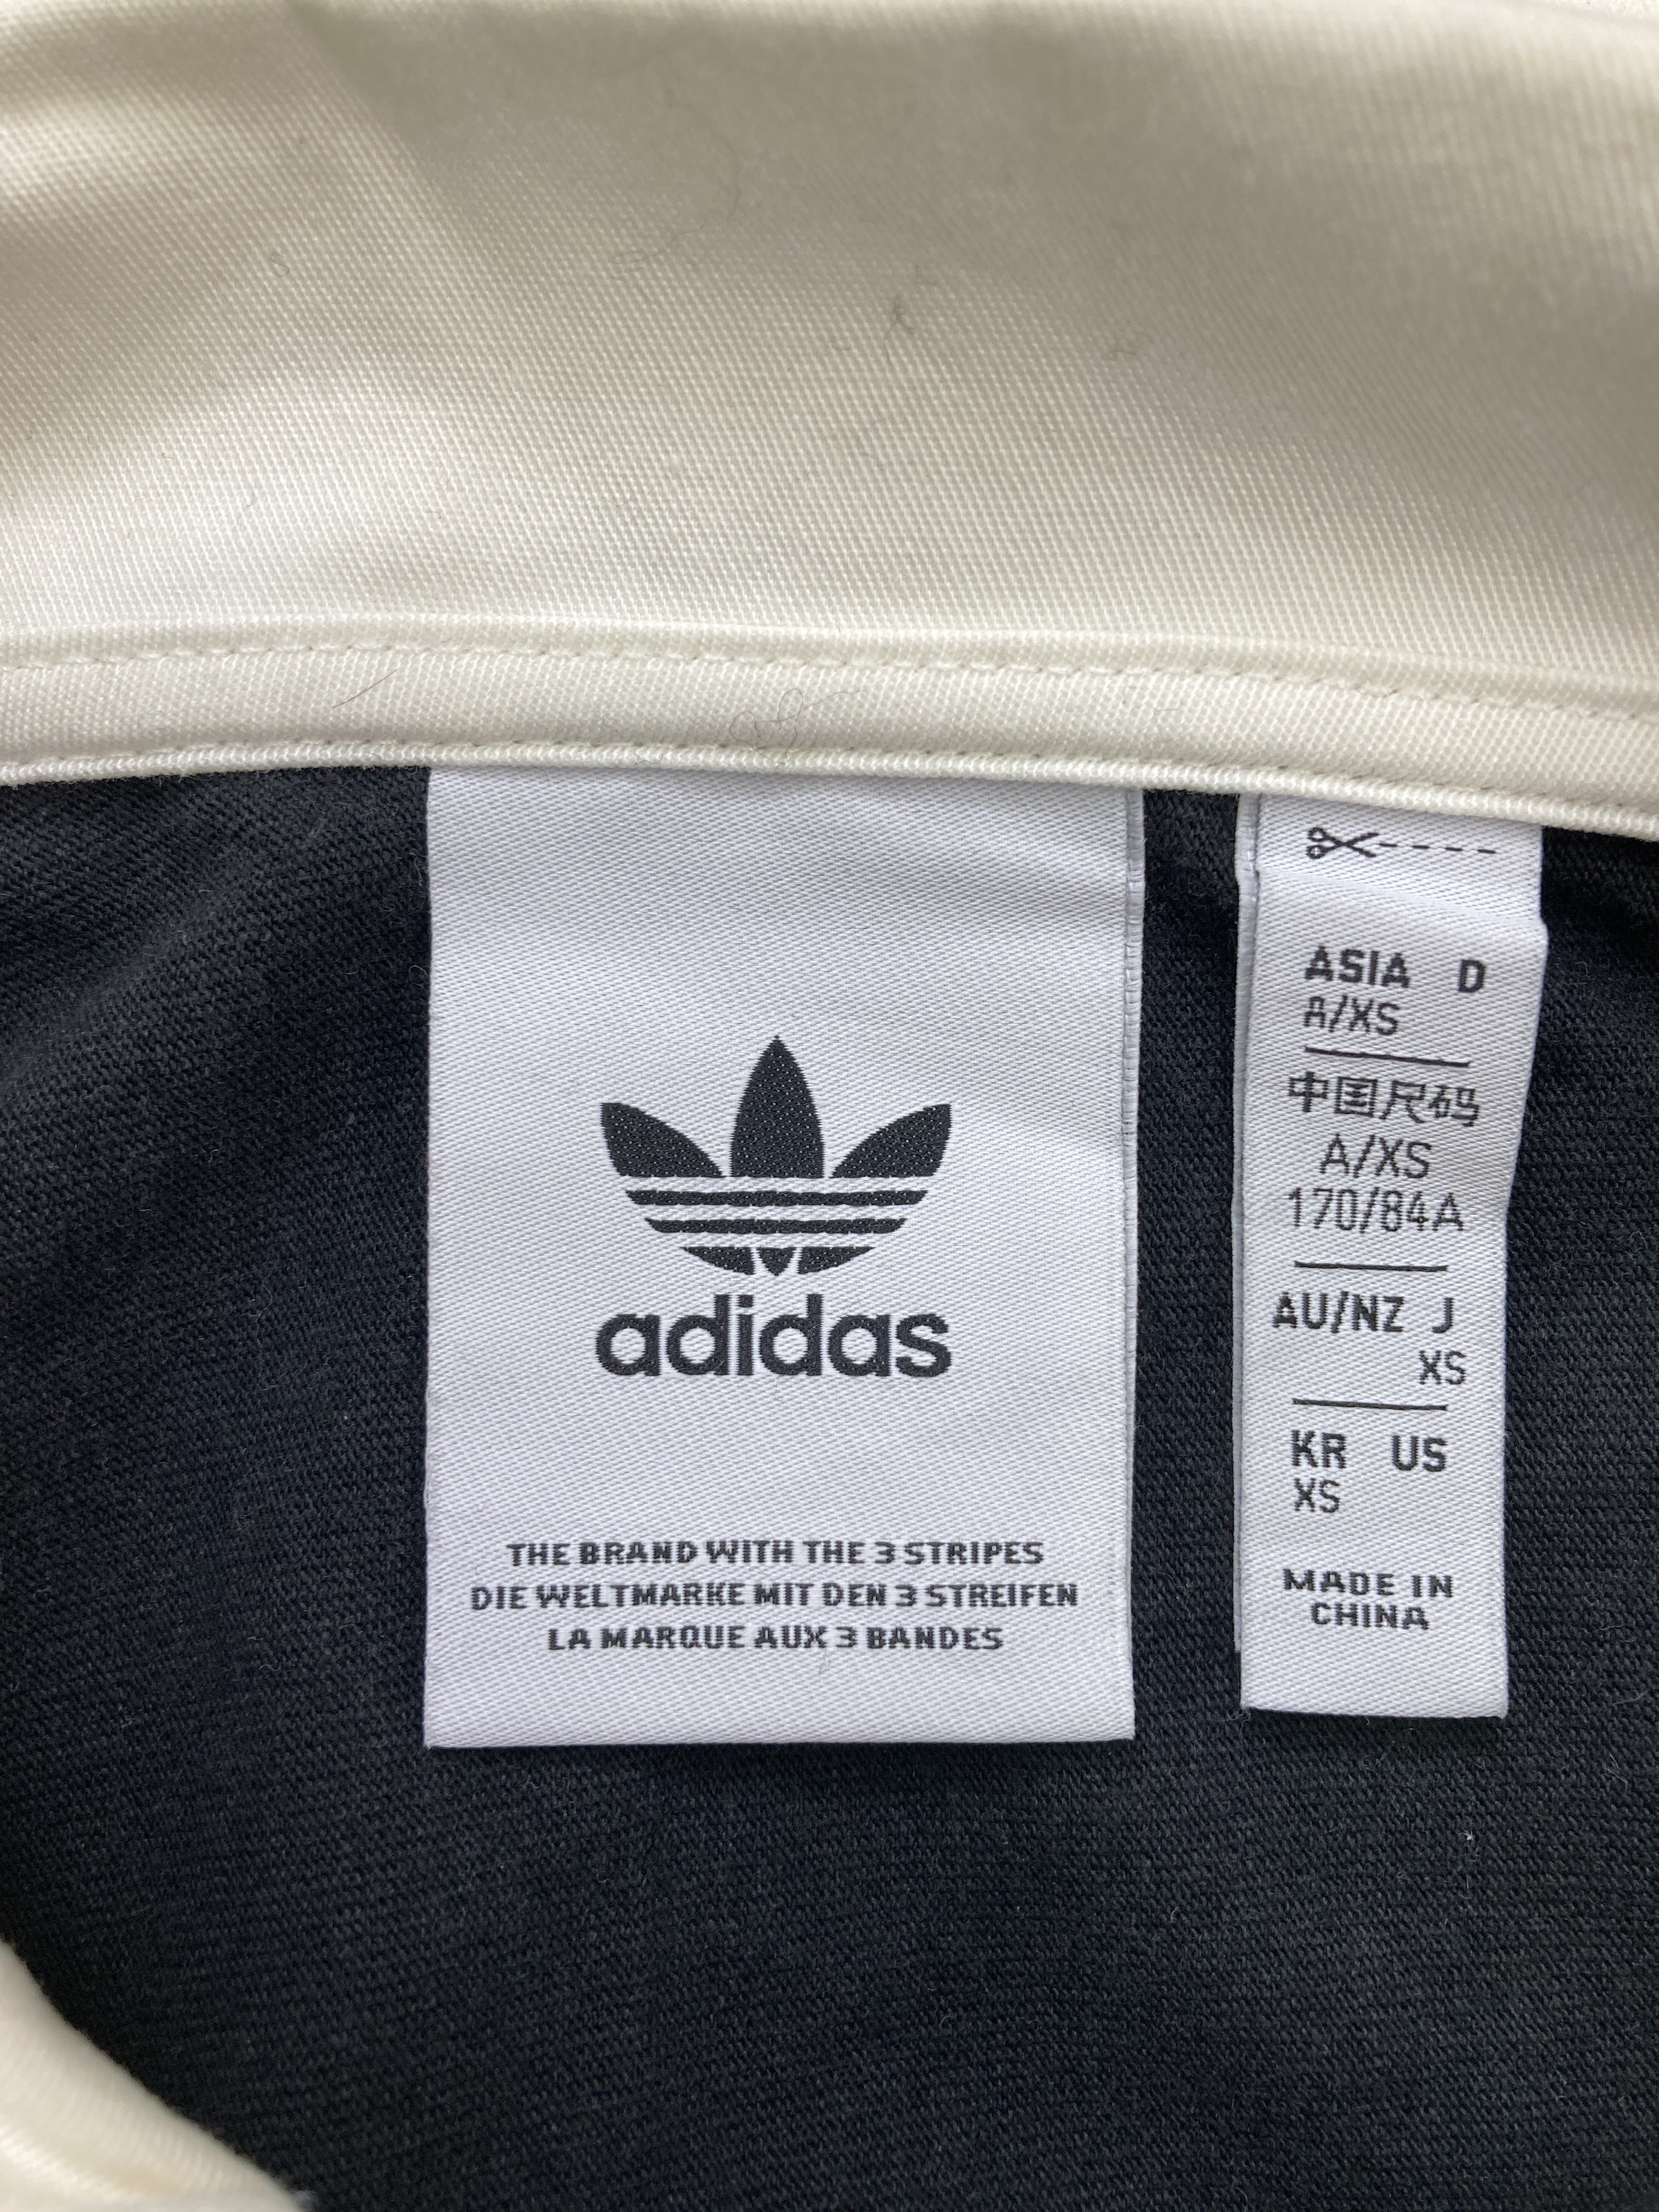 adidas
THE BRAND WITH THE 3 STRIPES
DIE WELTMARKE MIT DEN 3 STREIFEN
LA MARQUE AUX 3 BANDES
ASIA D
A/XS
中国尺码
A/XS
170/84A
AU/NZ J
XS
KR US
XS
MADE IN
CHINA